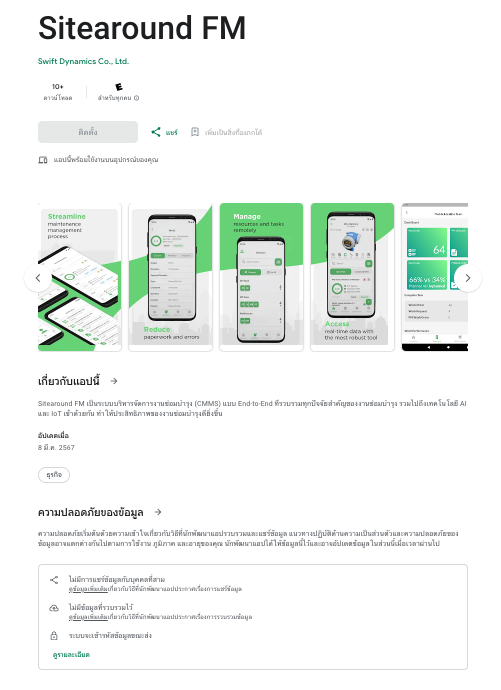 Sitearound FM
Swift Dynamics Co., Ltd.
10+
ดาวน์โหลด
สำหรับทุกคน
ติดตั้ง
แชร์
เพิ่มเป็นสิ่งที่อยากได้
แอปนี้พร้อมใช้งานบนอุปกรณ์ของคุณ
Streamline
maintenance
management
process
Reduce
paperwork and errors
Manage
resources and tasks
remotely
Access
real-time data with
the most robust tool
64
66% vs 34%
เกี่ยวกับแอปนี้
Sitearound FM เป็นระบบบริหารจัดการงานซ่อมบำรุง (CMMS) แบบ End-to-End ที่รวบรวมทุกปัจจัยสำคัญของงานซ่อมบำรุง รวมไปถึงเทคโนโลยี AI
และ IoT เข้าด้วยกัน ทำให้ประสิทธิภาพของงานซ่อมบำรุงดียิ่งขึ้น
อัปเดตเมื่อ
8 มี.ค. 2567
ธุรกิจ
ความปลอดภัยของข้อมูล
ความปลอดภัยเริ่มต้นด้วยความเข้าใจเกี่ยวกับวิธีที่นักพัฒนาแอปรวบรวมและแชร์ข้อมูล แนวทางปฏิบัติด้านความเป็นส่วนตัวและความปลอดภัยของ
ข้อมูลอาจแตกต่างกันไปตามการใช้งาน ภูมิภาค และอายุของคุณ นักพัฒนาแอปได้ให้ข้อมูลนี้ไว้และอาจอัปเดตข้อมูลในส่วนนี้เมื่อเวลาผ่านไป
ไม่มีการแชร์ข้อมูลกับบุคคลที่สาม
ดูข้อมูลเพิ่มเติมเกี่ยวกับวิธีที่นักพัฒนาแอปประกาศเรื่องการแชร์ข้อมูล
ไม่มีข้อมูลที่รวบรวมไว้
ดูข้อมูลเพิ่มเติมเกี่ยวกับวิธีที่นักพัฒนาแอปประกาศเรื่องการรวบรวมข้อมูล
ระบบจะเข้ารหัสข้อมูลขณะส่ง
ดูรายละเอียด